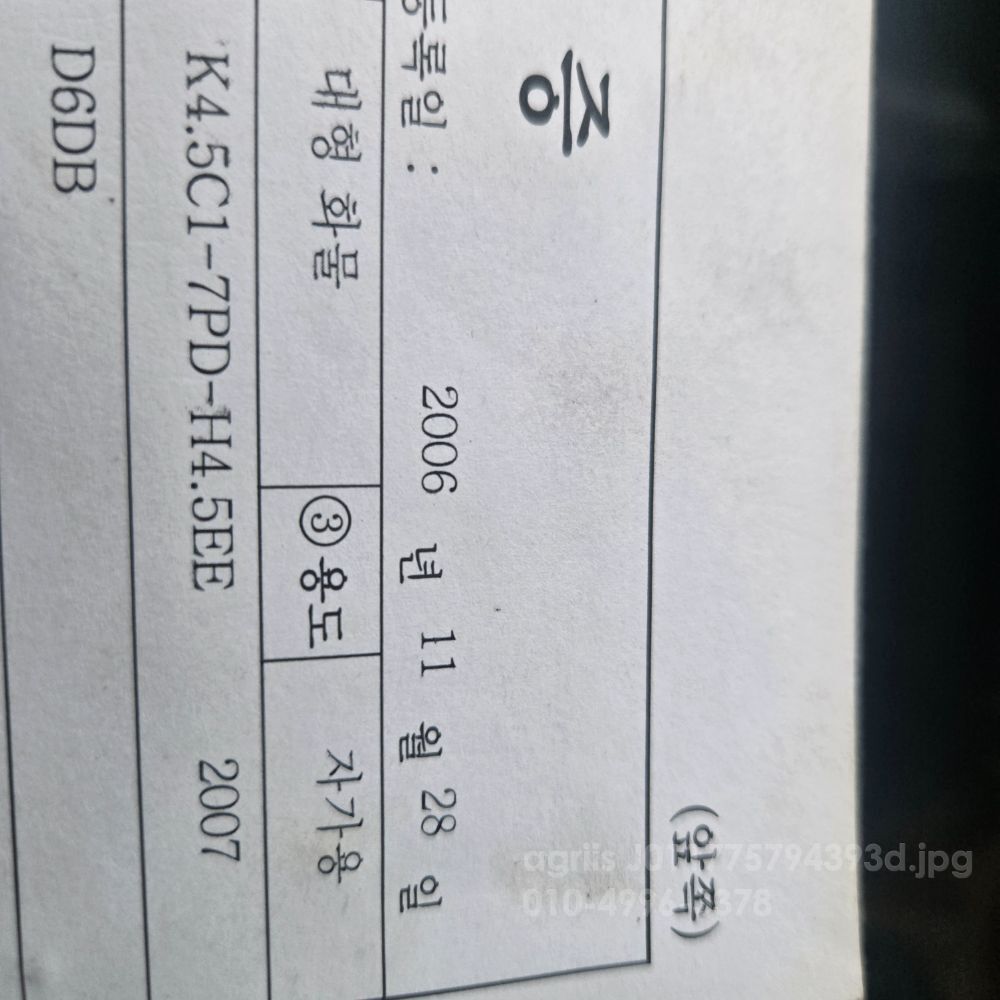 (앞쪽)
증
등록일 : 2006 년 11 월 28 일
대형 화물 ③ 용도 자가용
K4.5C1-7PD-H4.5EE 2007
D6DB
agriis